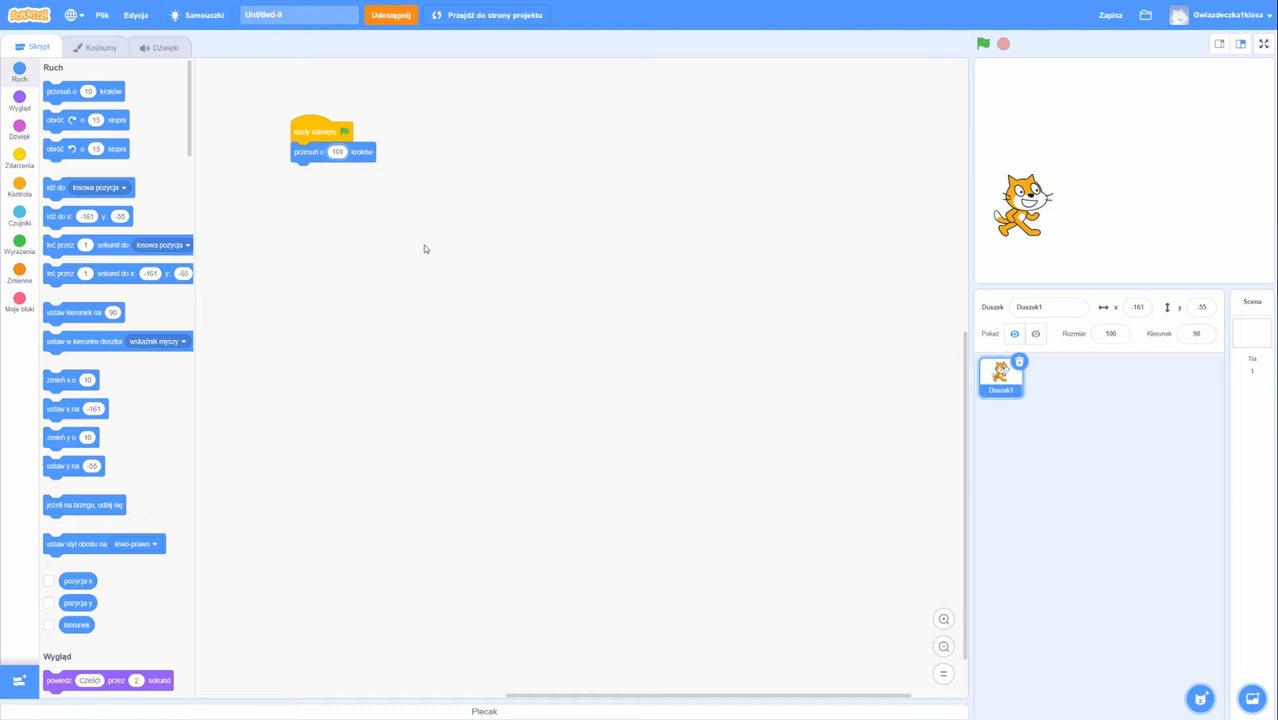 SCRATCH Plik Edycja Samouczki Untitled-9 Udostępnij Przejdź do strony projektu Zapisz Gwiazdeczka1klasa
Skrypt Kostiumy Dźwięki
Ruch
Wygląd
Dźwięk
Zdarzenia
Kontrola
Czujniki
Wyrażenia
Zmienne
Moje bloki
Ruch
przesuń o 10 kroków
obróć o 15 stopni
obróć o 15 stopni
idź do losowa pozycja
idź do x: -161 y: -55
leć przez 1 sekund do losowa pozycja
leć przez 1 sekund do x: -161 y: -55
ustaw kierunek na 90
ustaw w kierunku duszka wskaźnik myszy
zmień x o 10
ustaw x na -161
zmień y o 10
ustaw y na -55
jeżeli na brzegu, odbij się
ustaw styl obrotu na lewo-prawo
pozycja x
pozycja y
kierunek
Wygląd
powiedz Cześć! przez 2 sekund
kiedy kliknięto
przesuń o 100 kroków
Plecak
Duszek Duszek1 x -161 y -55
Pokaż Rozmiar 100 Kierunek 90
Duszek1
Scena
Tła
1